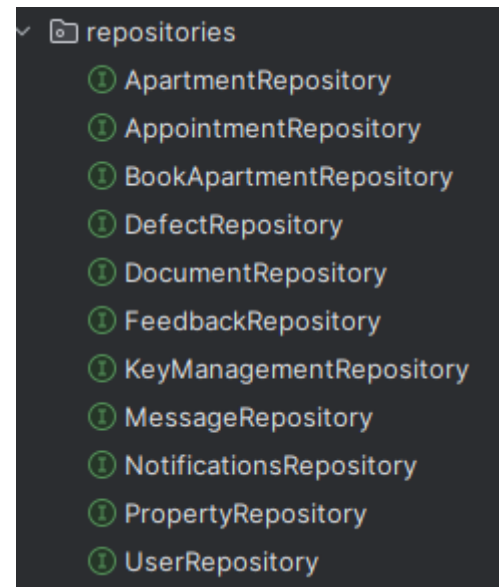 repositories
ApartmentRepository
AppointmentRepository
BookApartmentRepository
DefectRepository
DocumentRepository
FeedbackRepository
KeyManagementRepository
MessageRepository
NotificationsRepository
PropertyRepository
UserRepository